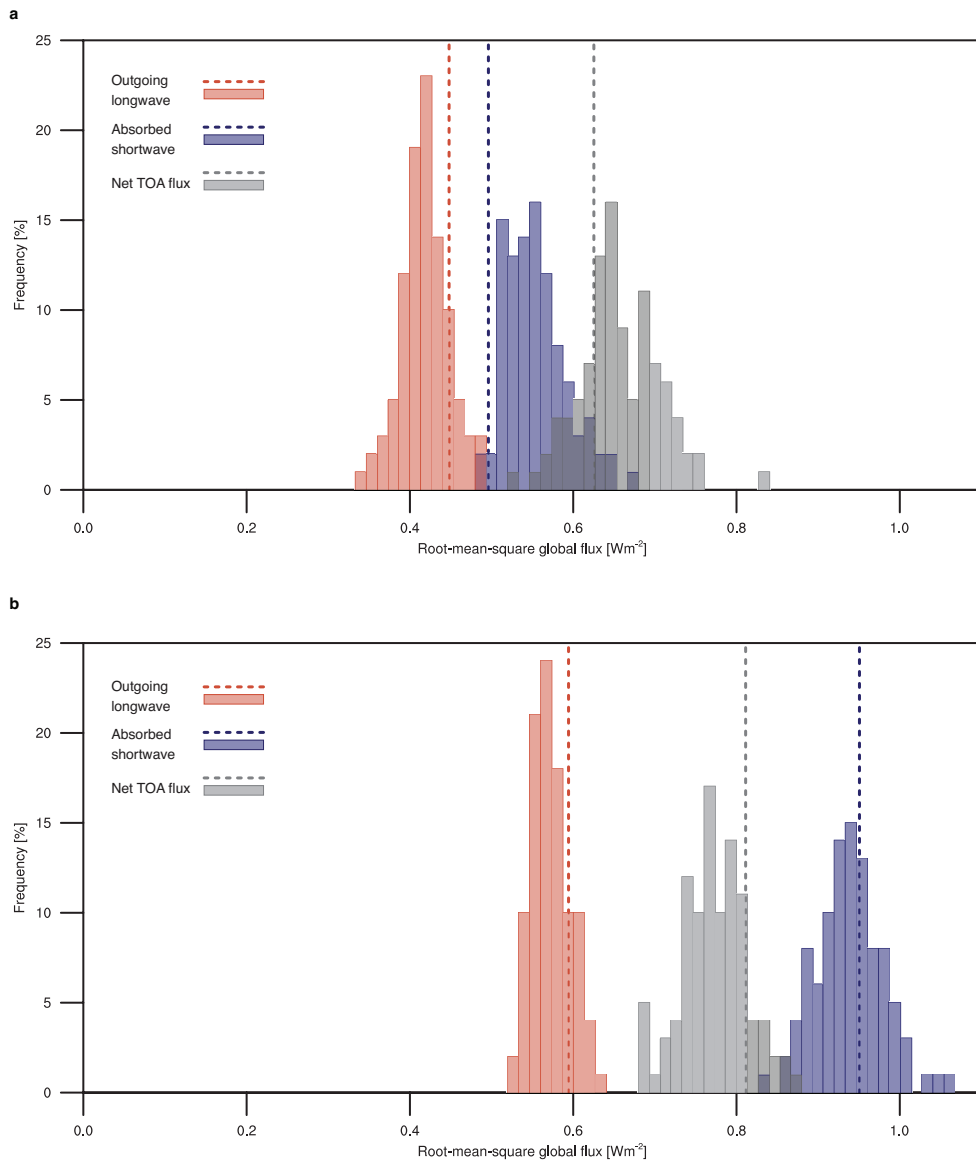 a
25
20
15
10
5
0
Frequency [%]
Outgoing
longwave
Absorbed
shortwave
Net TOA flux
0.0
0.2
0.4
0.6
0.8
1.0
Root-mean-square global flux [Wm⁻²]
b
25
20
15
10
5
0
Frequency [%]
Outgoing
longwave
Absorbed
shortwave
Net TOA flux
0.0
0.2
0.4
0.6
0.8
1.0
Root-mean-square global flux [Wm⁻²]